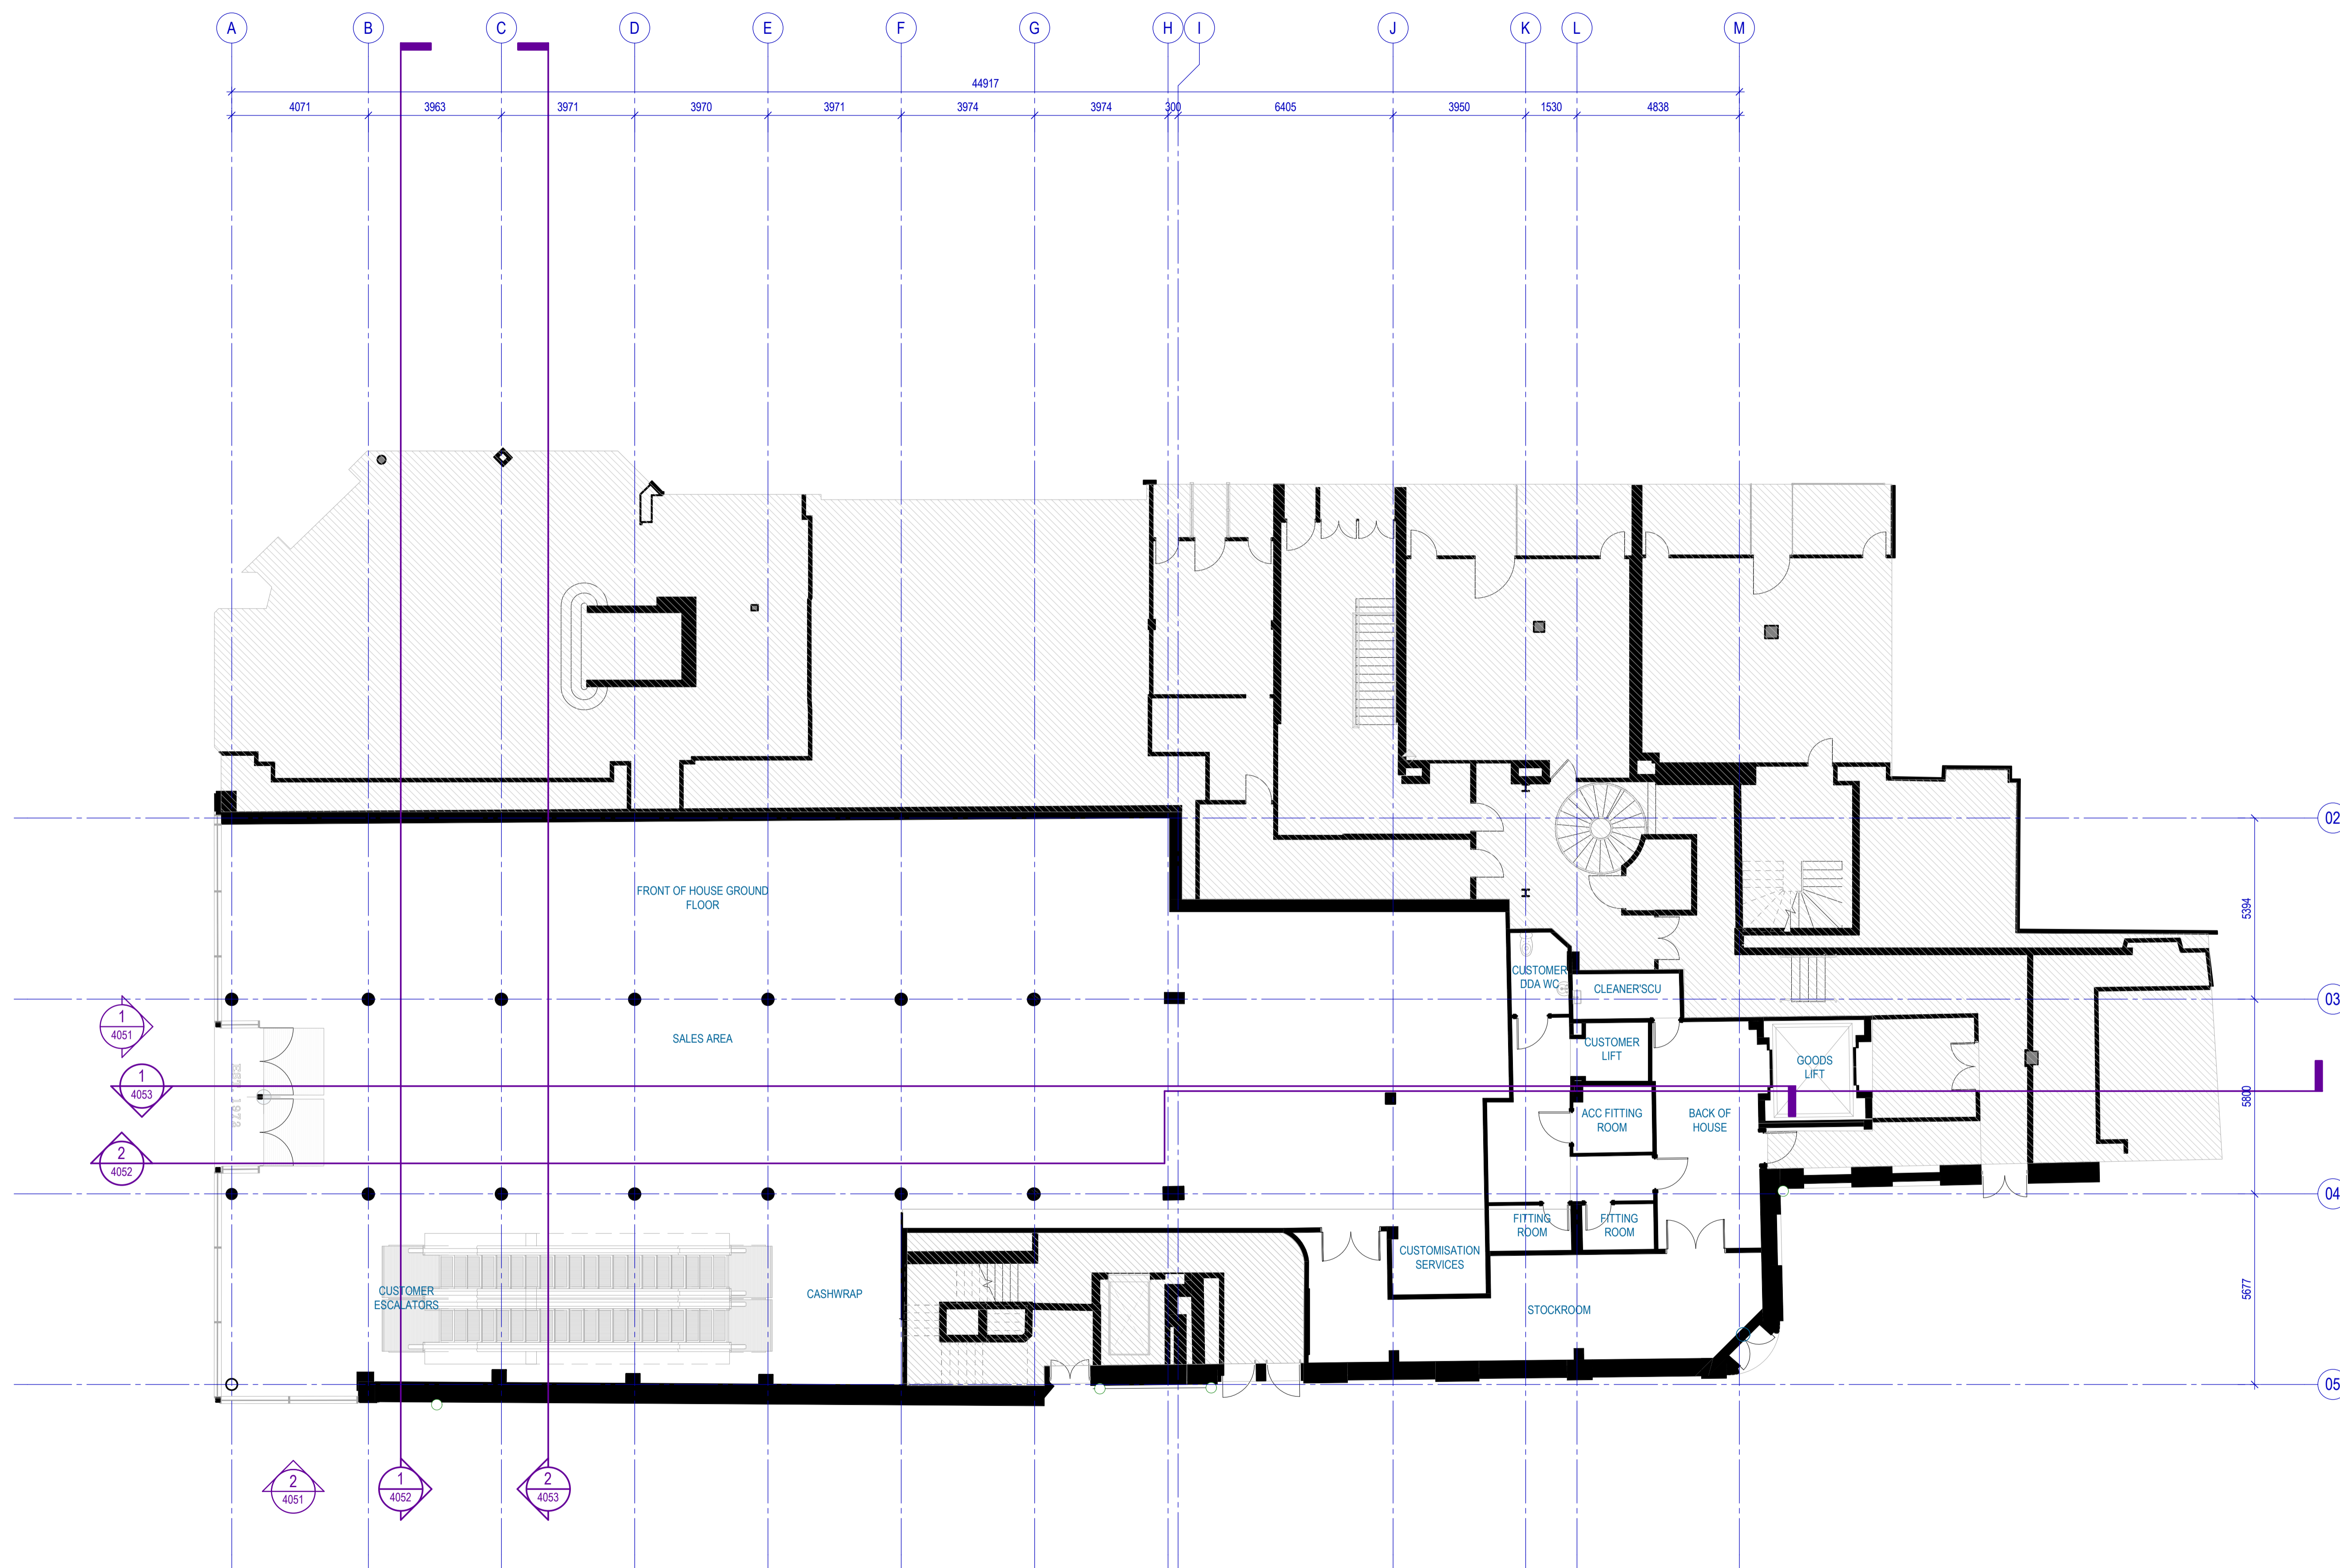 A B C D E F G H I J K L M
44917
4071 3963 3971 3970 3971 3974 3974 300 6405 3950 1530 4838
02
FRONT OF HOUSE GROUND
FLOOR
5394
CUSTOMER
DDA WC
CLEANER'SCU
03
1
4051
SALES AREA
CUSTOMER
LIFT
GOODS
LIFT
1
4053
EST. 1973
5800
ACC FITTING
ROOM
BACK OF
HOUSE
2
4052
04
FITTING
ROOM
FITTING
ROOM
CUSTOMISATION
SERVICES
CUSTOMER
ESCALATORS
CASHWRAP
STOCKROOM
5677
05
2
4051
1
4052
2
4053